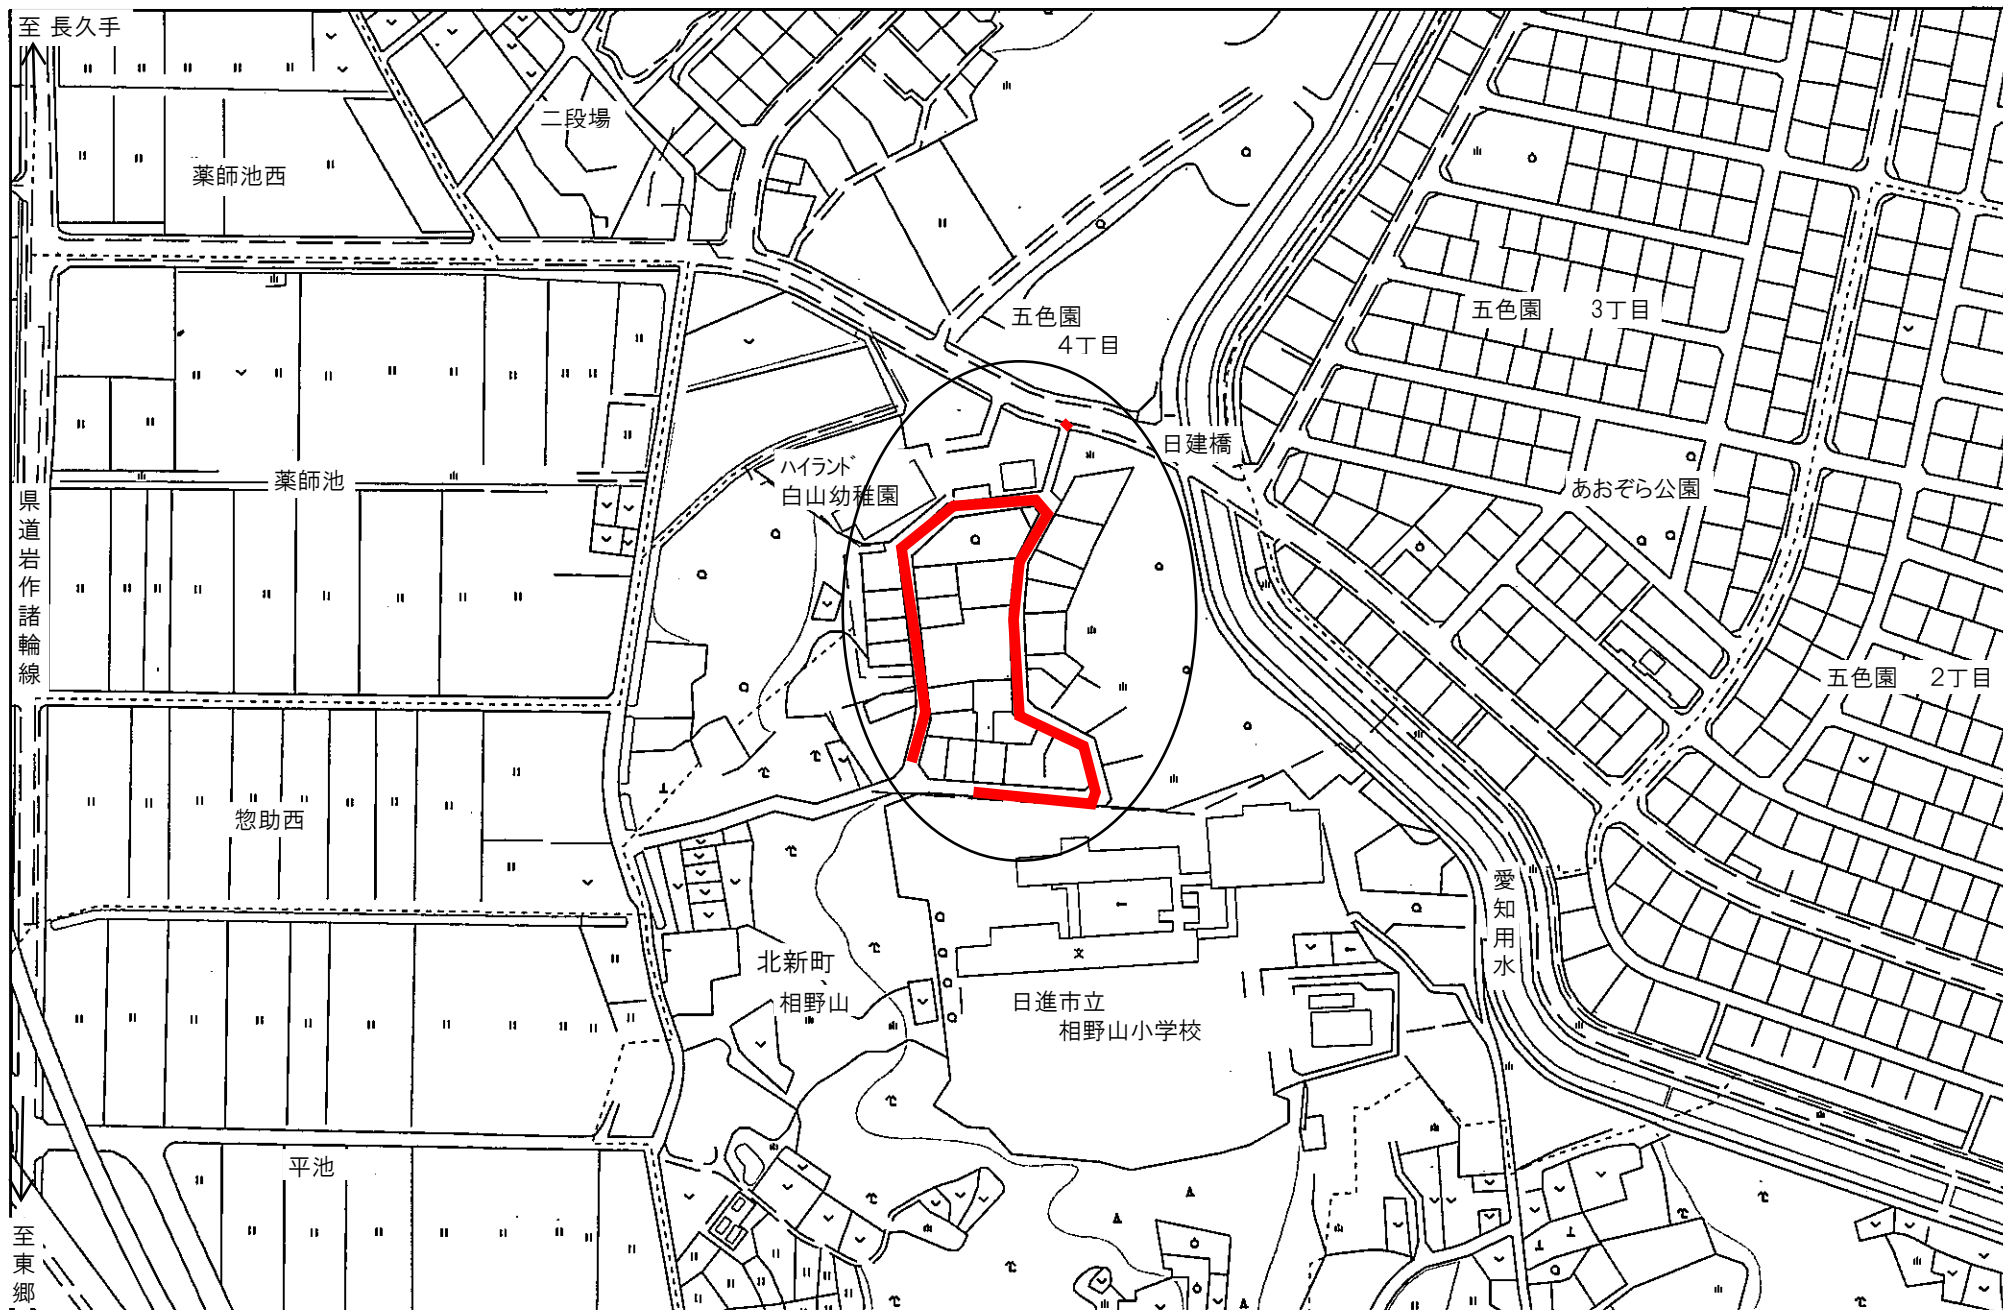 至 長久手
二段場
薬師池西
五色園
4丁目
五色園 3丁目
日建橋
ハイランド
白山幼稚園
薬師池
あおぞら公園
県道岩作諸輪線
五色園 2丁目
惣助西
愛知用水
北新町
相野山
日進市立
相野山小学校
文
平池
至東郷